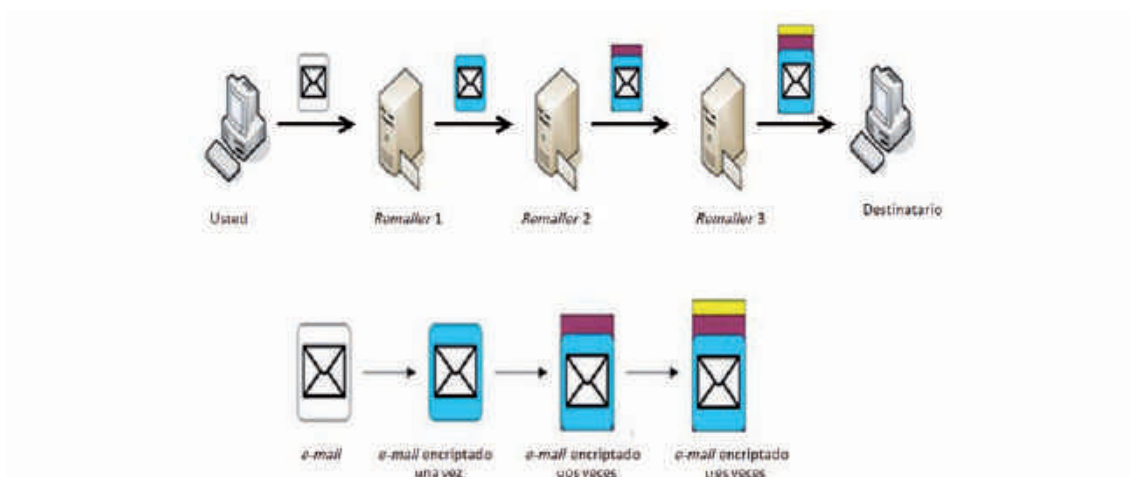 Usted
Remailer 1
Remailer 2
Remailer 3
Destinatario
e-mail
e-mail encriptado
una vez
e-mail encriptado
dos veces
e-mail encriptado
tres veces